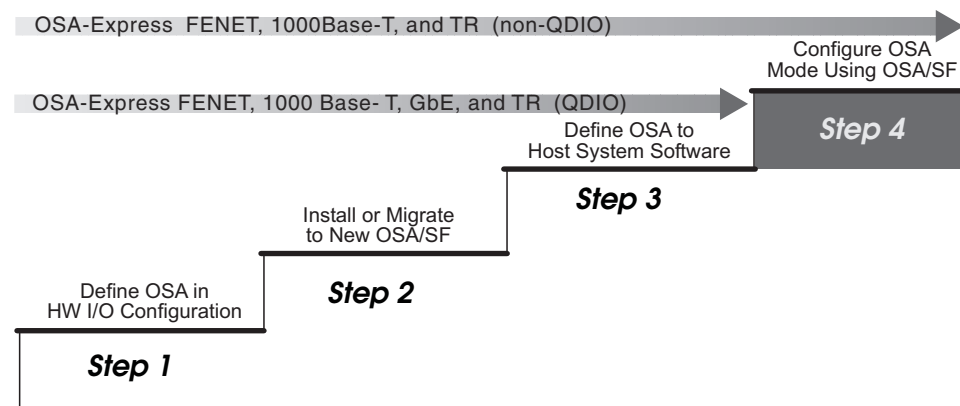 OSA-Express FENET, 1000Base-T, and TR (non-QDIO)
Configure OSA
Mode Using OSA/SF
OSA-Express FENET, 1000 Base- T, GbE, and TR (QDIO)
Step 4
Define OSA to
Host System Software
Step 3
Install or Migrate
to New OSA/SF
Step 2
Define OSA in
HW I/O Configuration
Step 1